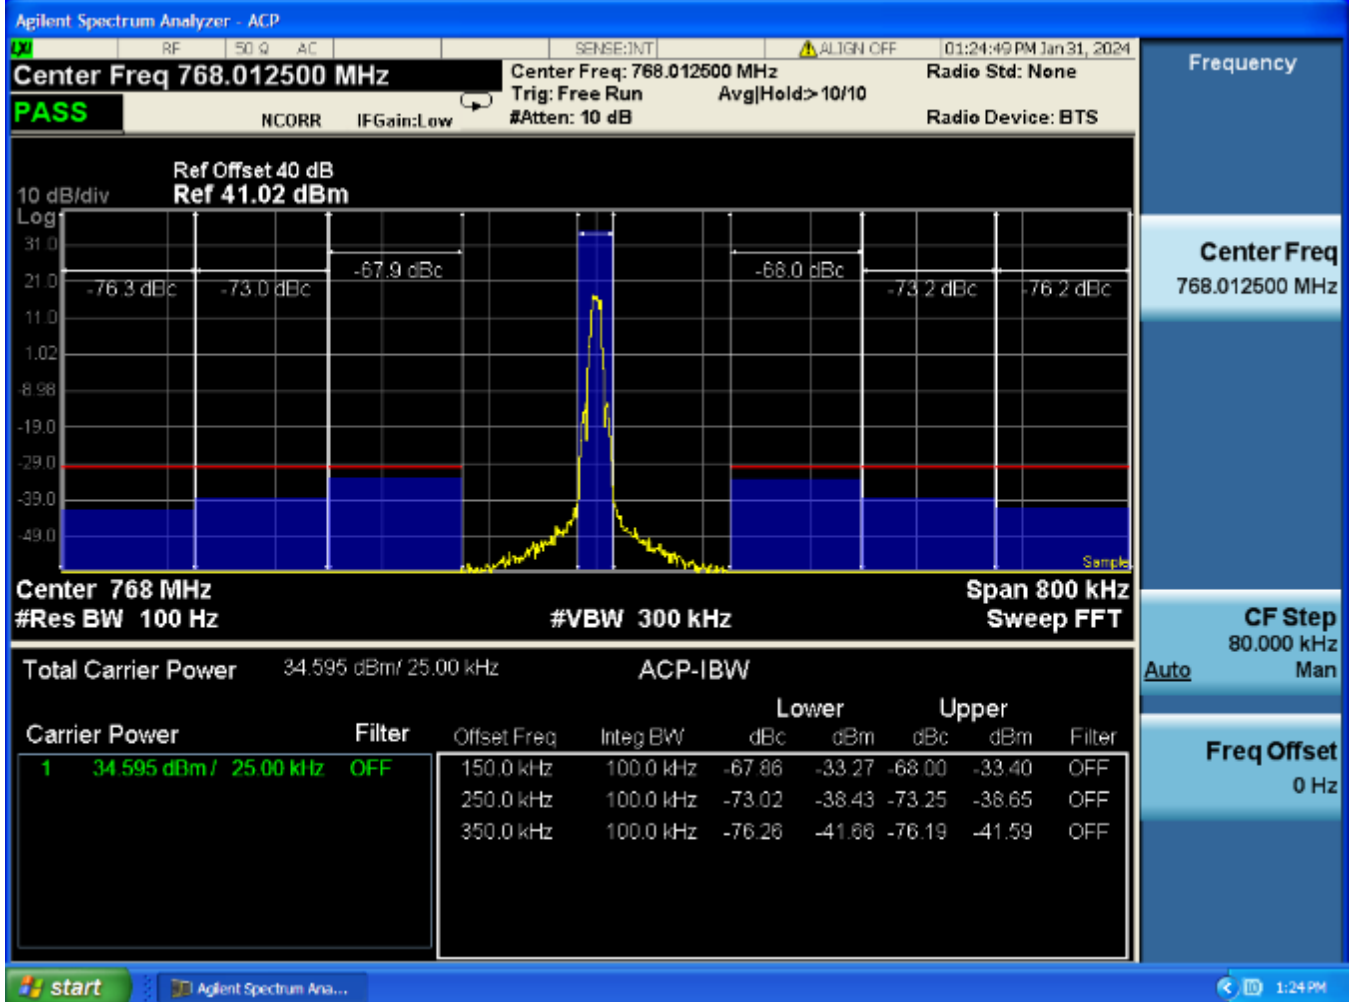 Agilent Spectrum Analyzer - ACP
LXI RF 50 Ω AC SENSE:INT ALIGN OFF 01:24:49 PM Jan 31, 2024
Center Freq 768.012500 MHz
Center Freq: 768.012500 MHz Radio Std: None
Trig: Free Run Avg|Hold:> 10/10
PASS NCORR IFGain:Low #Atten: 10 dB Radio Device: BTS
Ref Offset 40 dB
10 dB/div Ref 41.02 dBm
Log
31.0
-67.9 dBc -68.0 dBc
21.0 -76.3 dBc -73.0 dBc -73.2 dBc -76.2 dBc
11.0
1.02
-8.98
-19.0
-29.0
-39.0
-49.0
Sample
Center 768 MHz Span 800 kHz
#Res BW 100 Hz #VBW 300 kHz Sweep FFT
Total Carrier Power 34.595 dBm/ 25.00 kHz ACP-IBW
Lower Upper
Carrier Power Filter Offset Freq Integ BW dBc dBm dBc dBm Filter
1 34.595 dBm / 25.00 kHz OFF 150.0 kHz 100.0 kHz -67.86 -33.27 -68.00 -33.40 OFF
250.0 kHz 100.0 kHz -73.02 -38.43 -73.25 -38.65 OFF
350.0 kHz 100.0 kHz -76.26 -41.66 -76.19 -41.59 OFF
Frequency
Center Freq
768.012500 MHz
CF Step
80.000 kHz
Auto Man
Freq Offset
0 Hz
start Agilent Spectrum Ana... 1:24 PM